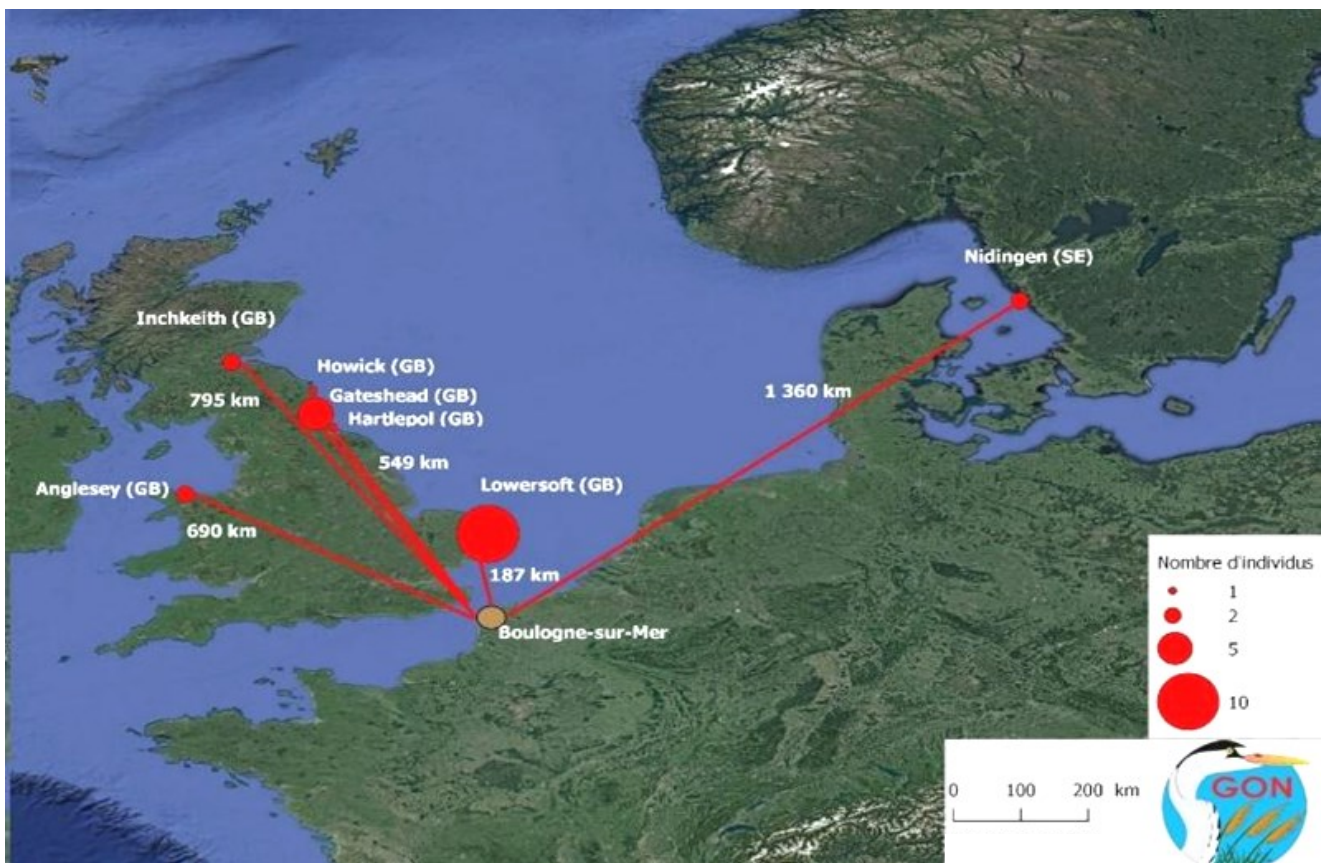 Nidingen (SE)
Inchkeith (GB)
Howick (GB)
Gateshead (GB)
Hartlepol (GB)
795 km
1 360 km
549 km
Anglesey (GB)
Lowersoft (GB)
690 km
187 km
Boulogne-sur-Mer
Nombre d'individus
1
2
5
10
0 100 200 km
GON